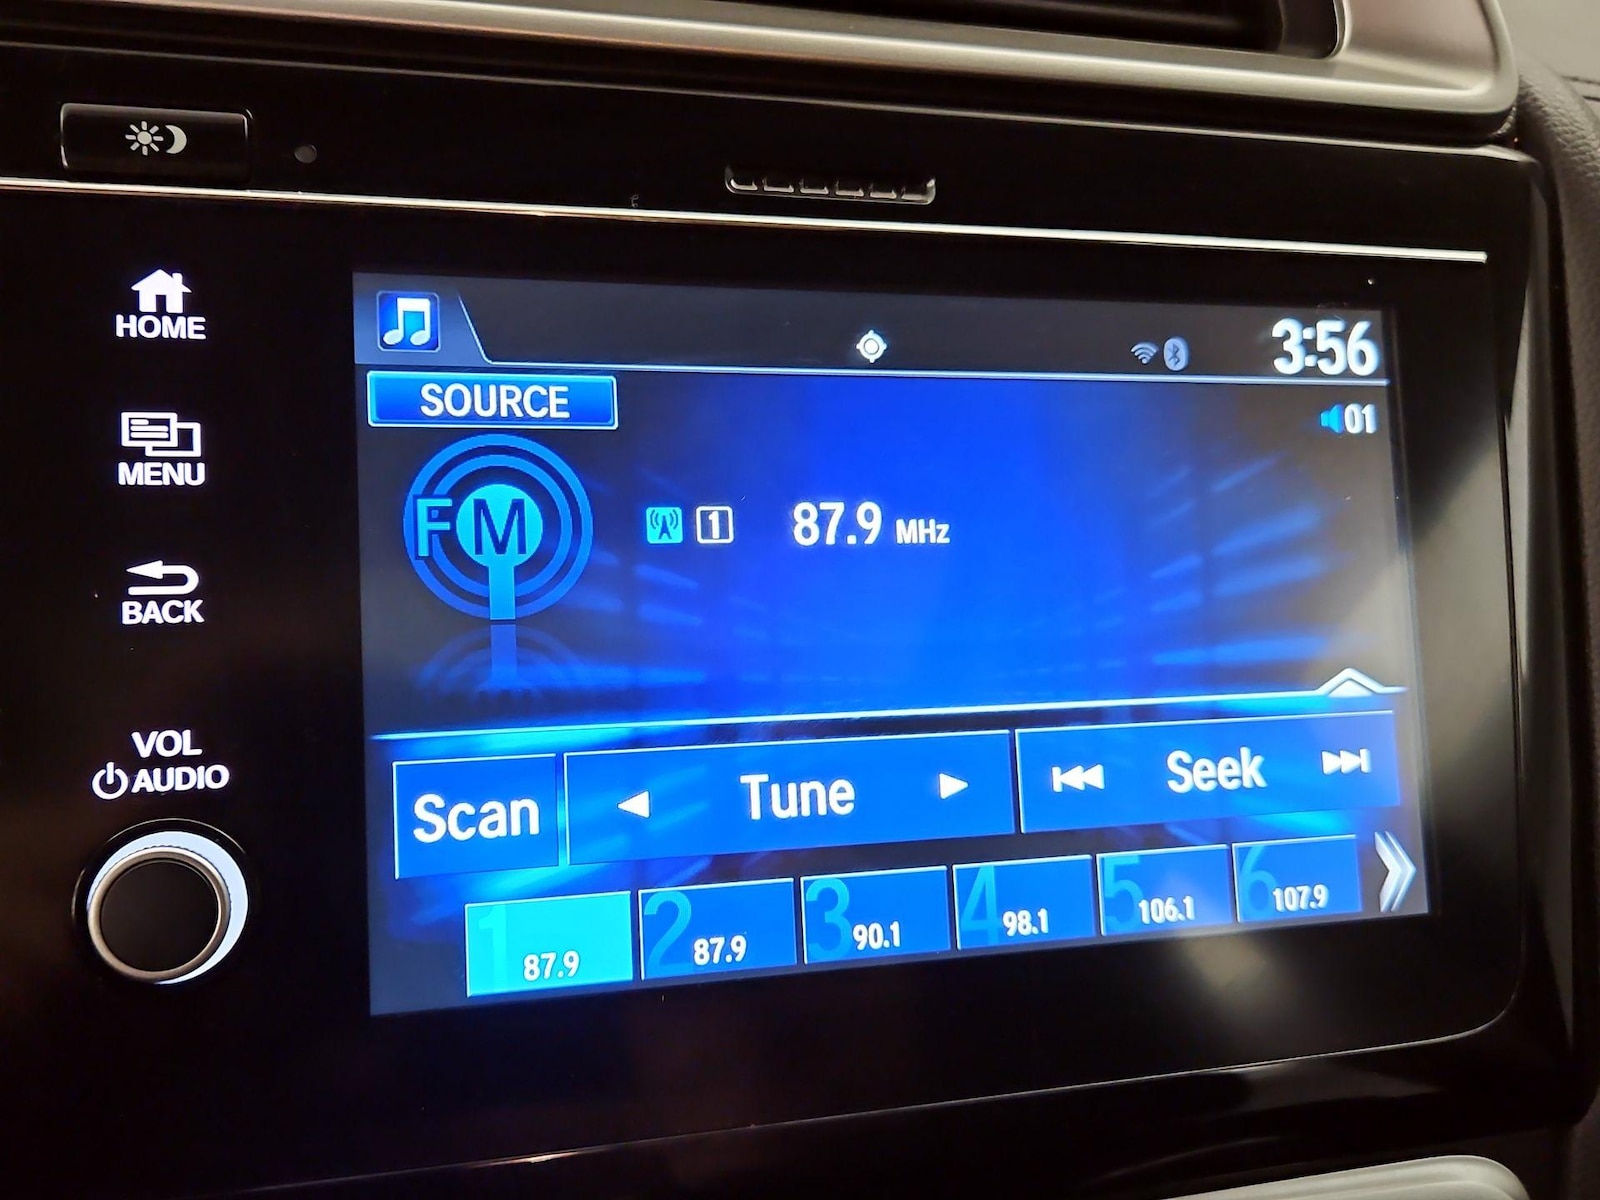 HOME
MENU
BACK
VOL
AUDIO
3:56
SOURCE
01
FM
1
87.9 MHz
Scan
Tune
Seek
1 87.9
2 87.9
3 90.1
4 98.1
5 106.1
6 107.9